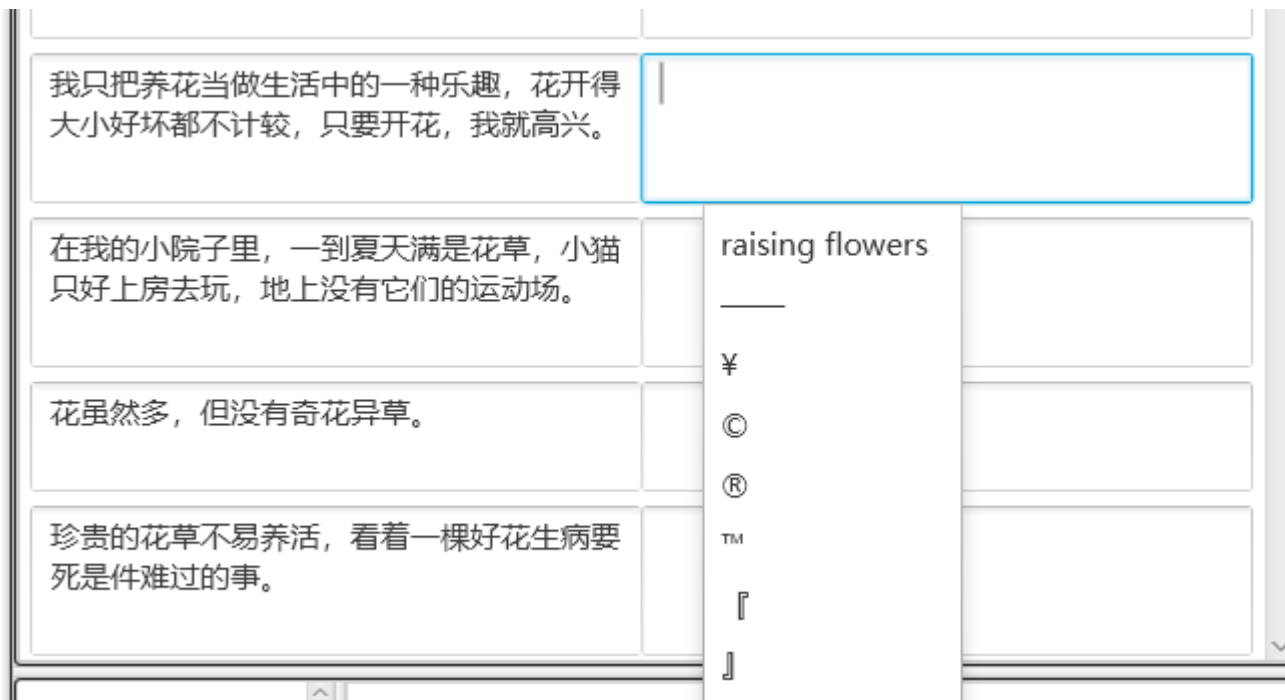 我只把养花当做生活中的一种乐趣，花开得
大小好坏都不计较，只要开花，我就高兴。
raising flowers
——
¥
©
®
™
『
』
在我的小院子里，一到夏天满是花草，小猫
只好上房去玩，地上没有它们的运动场。
花虽然多，但没有奇花异草。
珍贵的花草不易养活，看着一棵好花生病要
死是件难过的事。